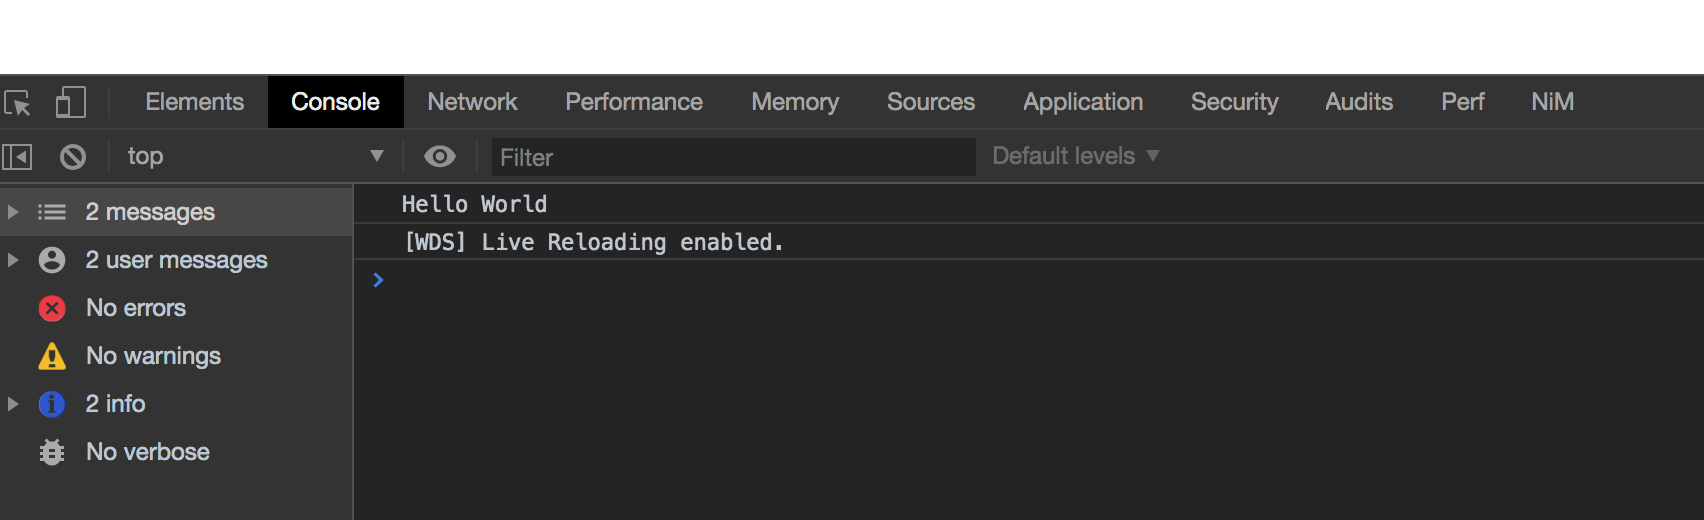 Elements Console Network Performance Memory Sources Application Security Audits Perf NiM
top Filter Default levels
2 messages
2 user messages
No errors
No warnings
2 info
No verbose
Hello World
[WDS] Live Reloading enabled.
>